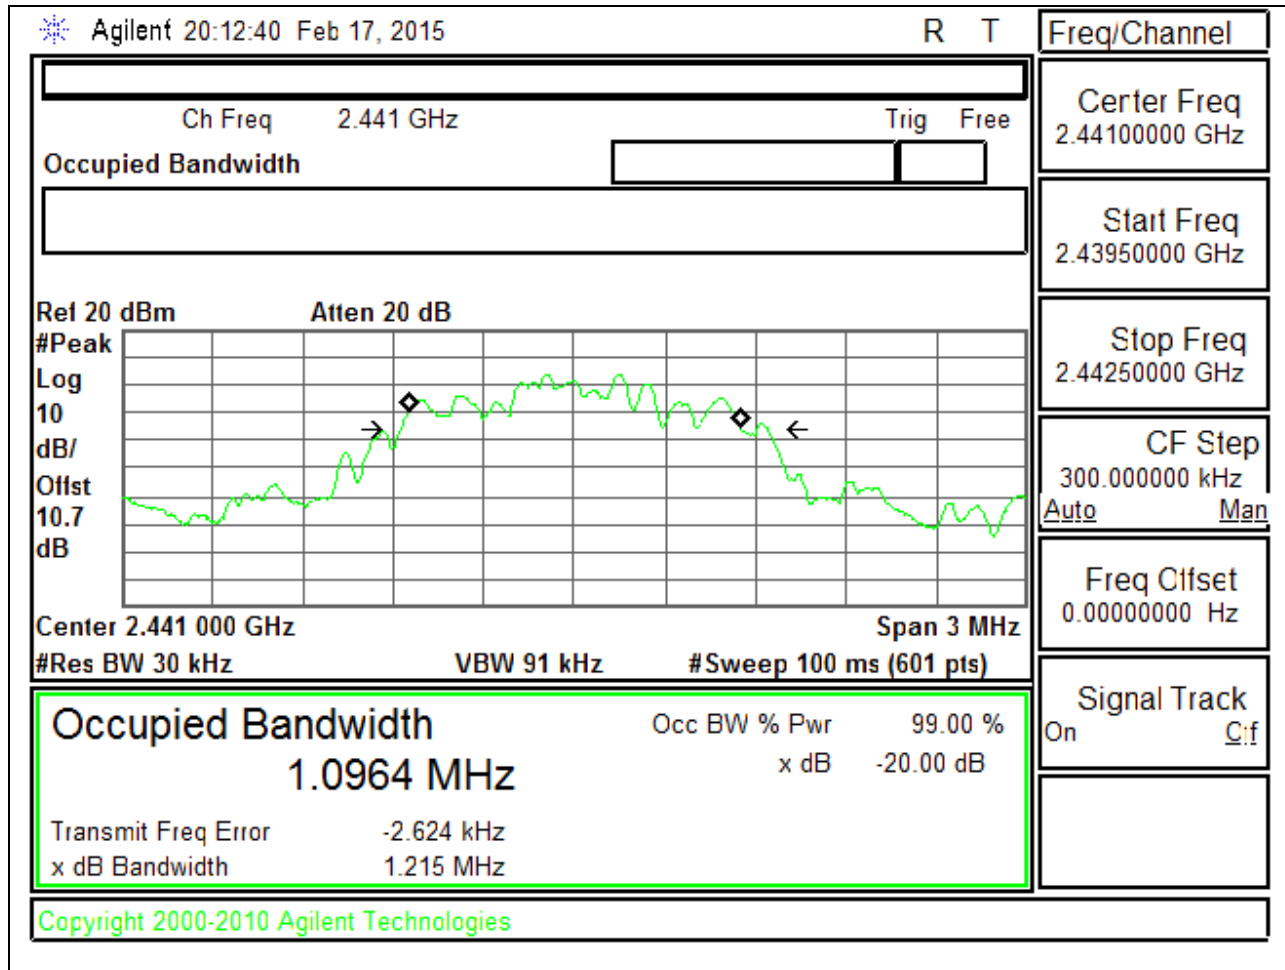 Agilent 20:12:40 Feb 17, 2015 R T
Ch Freq 2.441 GHz Trig Free
Occupied Bandwidth
Ref 20 dBm Atten 20 dB
#Peak
Log
10
dB/
Offst
10.7
dB
Center 2.441 000 GHz Span 3 MHz
#Res BW 30 kHz VBW 91 kHz #Sweep 100 ms (601 pts)
Occupied Bandwidth
1.0964 MHz
Occ BW % Pwr 99.00 %
x dB -20.00 dB
Transmit Freq Error -2.624 kHz
x dB Bandwidth 1.215 MHz
Copyright 2000-2010 Agilent Technologies
Freq/Channel
Center Freq
2.44100000 GHz
Start Freq
2.43950000 GHz
Stop Freq
2.44250000 GHz
CF Step
300.000000 kHz
Auto Man
Freq Offset
0.00000000 Hz
Signal Track
On Off